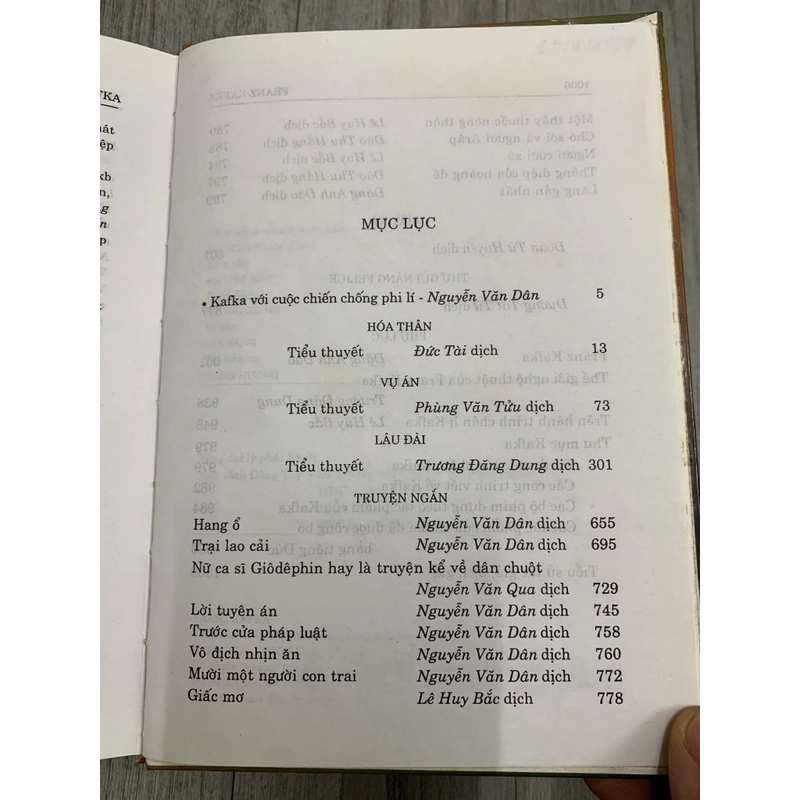 FKA
hát
iệp
xb
n,
g
n
p
MỤC LỤC
• Kafka với cuộc chiến chống phi lí - Nguyễn Văn Dân 5
HÓA THÂN
Tiểu thuyết Đức Tài dịch 13
VỤ ÁN
Tiểu thuyết Phùng Văn Tửu dịch 73
LÂU ĐÀI
Tiểu thuyết Trương Đăng Dung dịch 301
TRUYỆN NGẮN
Hang ổ Nguyễn Văn Dân dịch 655
Trại lao cải Nguyễn Văn Dân dịch 695
Nữ ca sĩ Giôdêphin hay là truyện kể về dân chuột
Nguyễn Văn Qua dịch 729
Lời tuyên án Nguyễn Văn Dân dịch 745
Trước cửa pháp luật Nguyễn Văn Dân dịch 758
Vô địch nhịn ăn Nguyễn Văn Dân dịch 760
Mười một người con trai Nguyễn Văn Dân dịch 772
Giấc mơ Lê Huy Bắc dịch 778